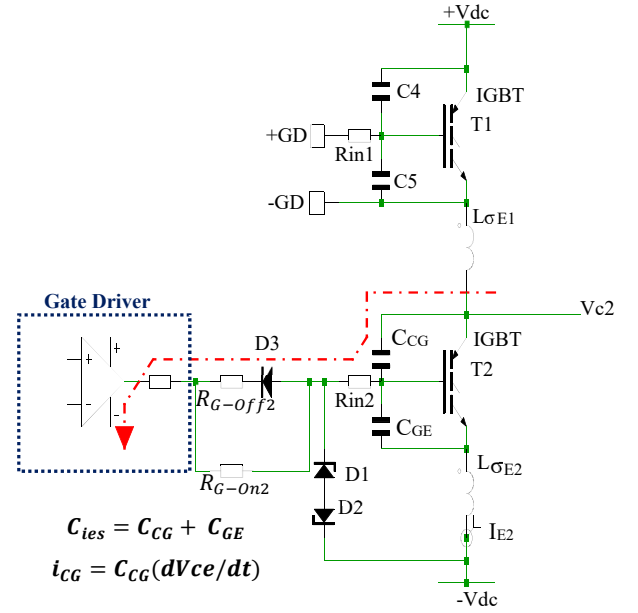 +Vdc
C4
IGBT
T1
+GD
Rin1
C5
-GD
LσE1
Gate Driver
Vc2
D3
CCG
IGBT
T2
+
+
-
-
RG-Off2
Rin2
CGE
D1
LσE2
RG-On2
D2
L
IE2
Cies = CCG + CGE
iCG = CCG(dVce/dt)
-Vdc